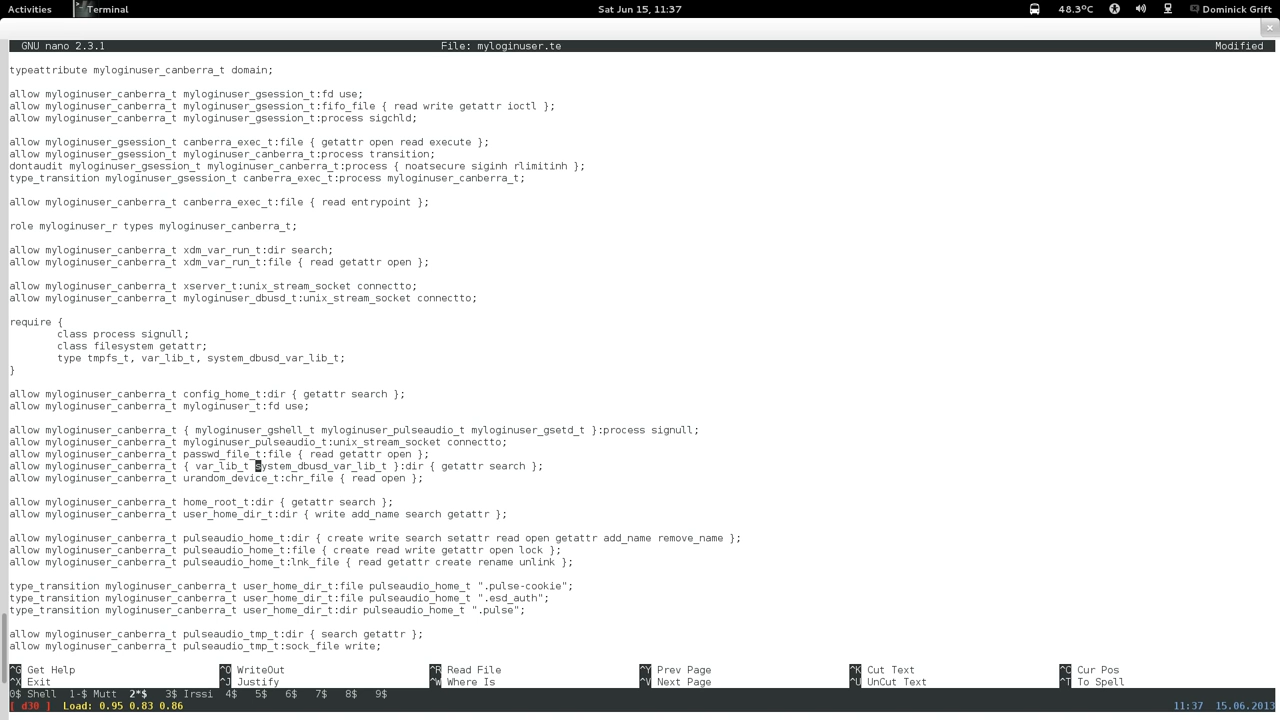 Activities Terminal Sat Jun 15, 11:37 48.3°C Dominick Grift
GNU nano 2.3.1 File: myloginuser.te Modified
typeattribute myloginuser_canberra_t domain;
allow myloginuser_canberra_t myloginuser_gsession_t:fd use;
allow myloginuser_canberra_t myloginuser_gsession_t:fifo_file { read write getattr ioctl };
allow myloginuser_canberra_t myloginuser_gsession_t:process sigchld;
allow myloginuser_gsession_t canberra_exec_t:file { getattr open read execute };
allow myloginuser_gsession_t myloginuser_canberra_t:process transition;
dontaudit myloginuser_gsession_t myloginuser_canberra_t:process { noatsecure siginh rlimitinh };
type_transition myloginuser_gsession_t canberra_exec_t:process myloginuser_canberra_t;
allow myloginuser_canberra_t canberra_exec_t:file { read entrypoint };
role myloginuser_r types myloginuser_canberra_t;
allow myloginuser_canberra_t xdm_var_run_t:dir search;
allow myloginuser_canberra_t xdm_var_run_t:file { read getattr open };
allow myloginuser_canberra_t xserver_t:unix_stream_socket connectto;
allow myloginuser_canberra_t myloginuser_dbusd_t:unix_stream_socket connectto;
require {
class process signull;
class filesystem getattr;
type tmpfs_t, var_lib_t, system_dbusd_var_lib_t;
}
allow myloginuser_canberra_t config_home_t:dir { getattr search };
allow myloginuser_canberra_t myloginuser_t:fd use;
allow myloginuser_canberra_t { myloginuser_gshell_t myloginuser_pulseaudio_t myloginuser_gsetd_t }:process signull;
allow myloginuser_canberra_t myloginuser_pulseaudio_t:unix_stream_socket connectto;
allow myloginuser_canberra_t passwd_file_t:file { read getattr open };
allow myloginuser_canberra_t { var_lib_t system_dbusd_var_lib_t }:dir { getattr search };
allow myloginuser_canberra_t urandom_device_t:chr_file { read open };
allow myloginuser_canberra_t home_root_t:dir { getattr search };
allow myloginuser_canberra_t user_home_dir_t:dir { write add_name search getattr };
allow myloginuser_canberra_t pulseaudio_home_t:dir { create write search setattr read open getattr add_name remove_name };
allow myloginuser_canberra_t pulseaudio_home_t:file { create read write getattr open lock };
allow myloginuser_canberra_t pulseaudio_home_t:lnk_file { read getattr create rename unlink };
type_transition myloginuser_canberra_t user_home_dir_t:file pulseaudio_home_t ".pulse-cookie";
type_transition myloginuser_canberra_t user_home_dir_t:file pulseaudio_home_t ".esd_auth";
type_transition myloginuser_canberra_t user_home_dir_t:dir pulseaudio_home_t ".pulse";
allow myloginuser_canberra_t pulseaudio_tmp_t:dir { search getattr };
allow myloginuser_canberra_t pulseaudio_tmp_t:sock_file write;
^G Get Help ^O WriteOut ^R Read File ^Y Prev Page ^K Cut Text ^C Cur Pos
^X Exit ^J Justify ^W Where Is ^V Next Page ^U UnCut Text ^T To Spell
0$ Shell 1-$ Mutt 2*$ 3$ Irssi 4$ 5$ 6$ 7$ 8$ 9$
[ d30 ] Load: 0.95 0.83 0.86 11:37 15.06.2013